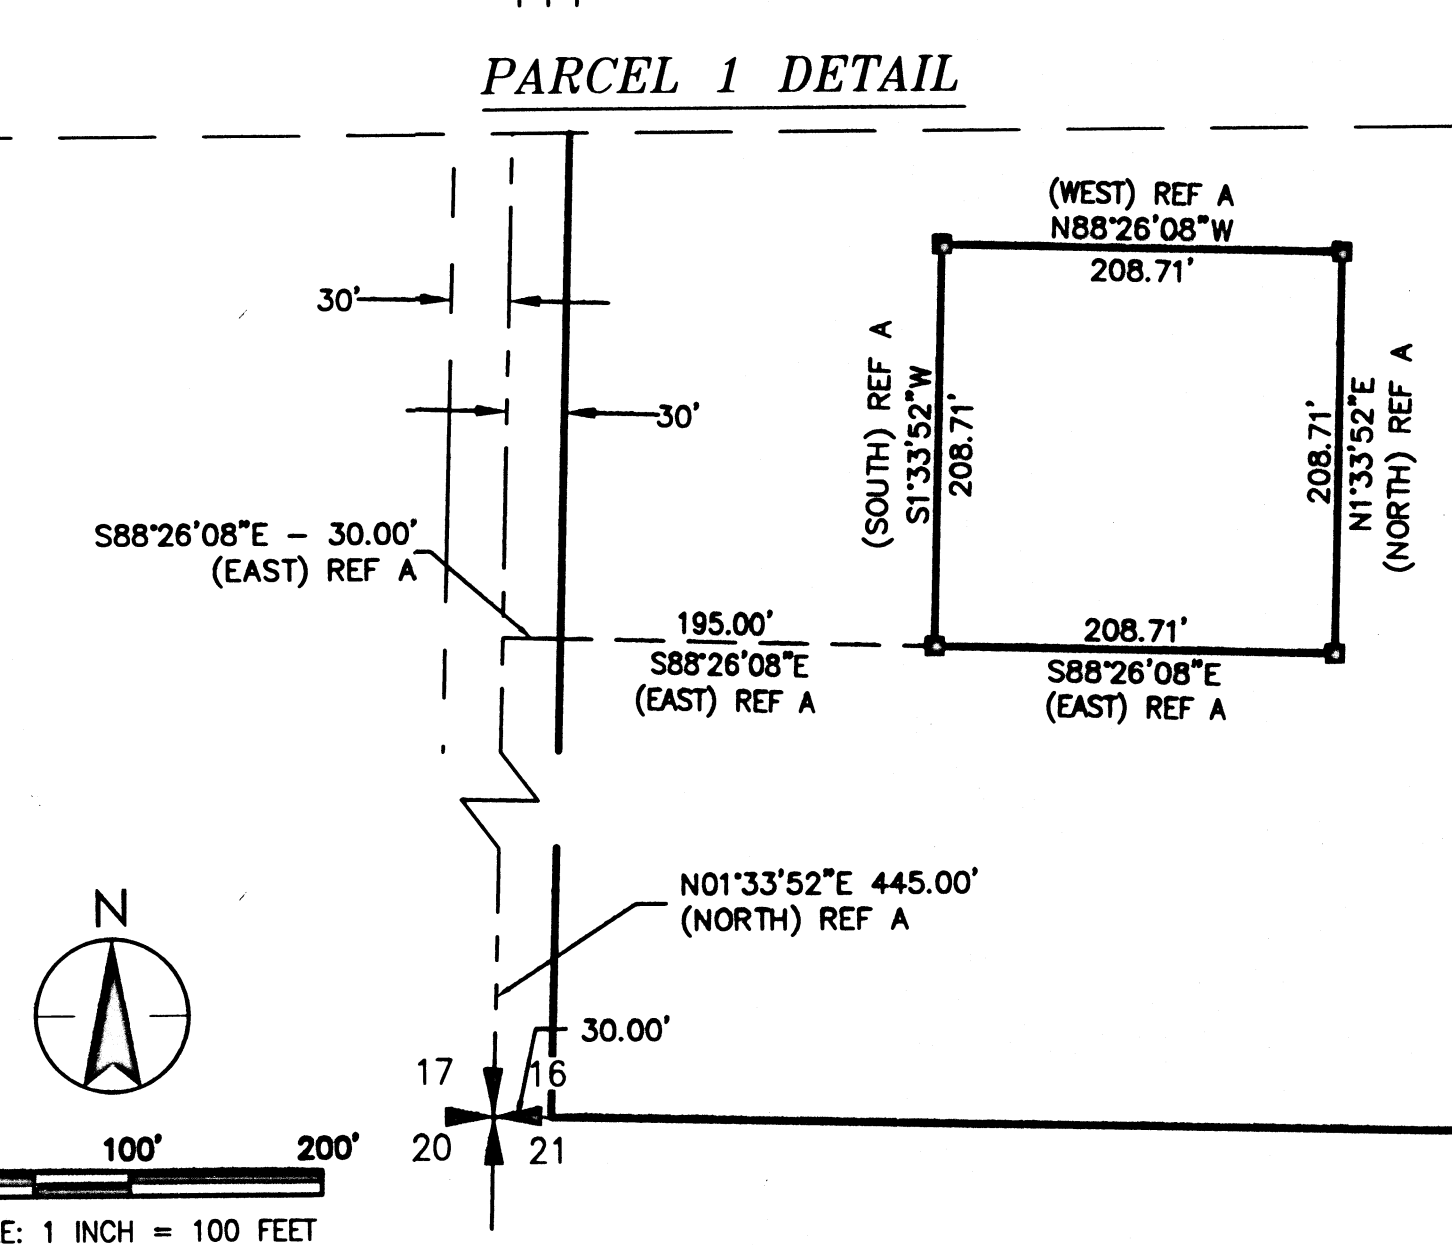 PARCEL 1 DETAIL
(WEST) REF A
N88°26'08"W
208.71'
30'
30'
(SOUTH) REF A
S1°33'52"W
208.71'
208.71'
N1°33'52"E
(NORTH) REF A
S88°26'08"E - 30.00'
(EAST) REF A
195.00'
S88°26'08"E
(EAST) REF A
208.71'
S88°26'08"E
(EAST) REF A
N01°33'52"E 445.00'
(NORTH) REF A
N
30.00'
17
16
20
21
100'
200'
E: 1 INCH = 100 FEET